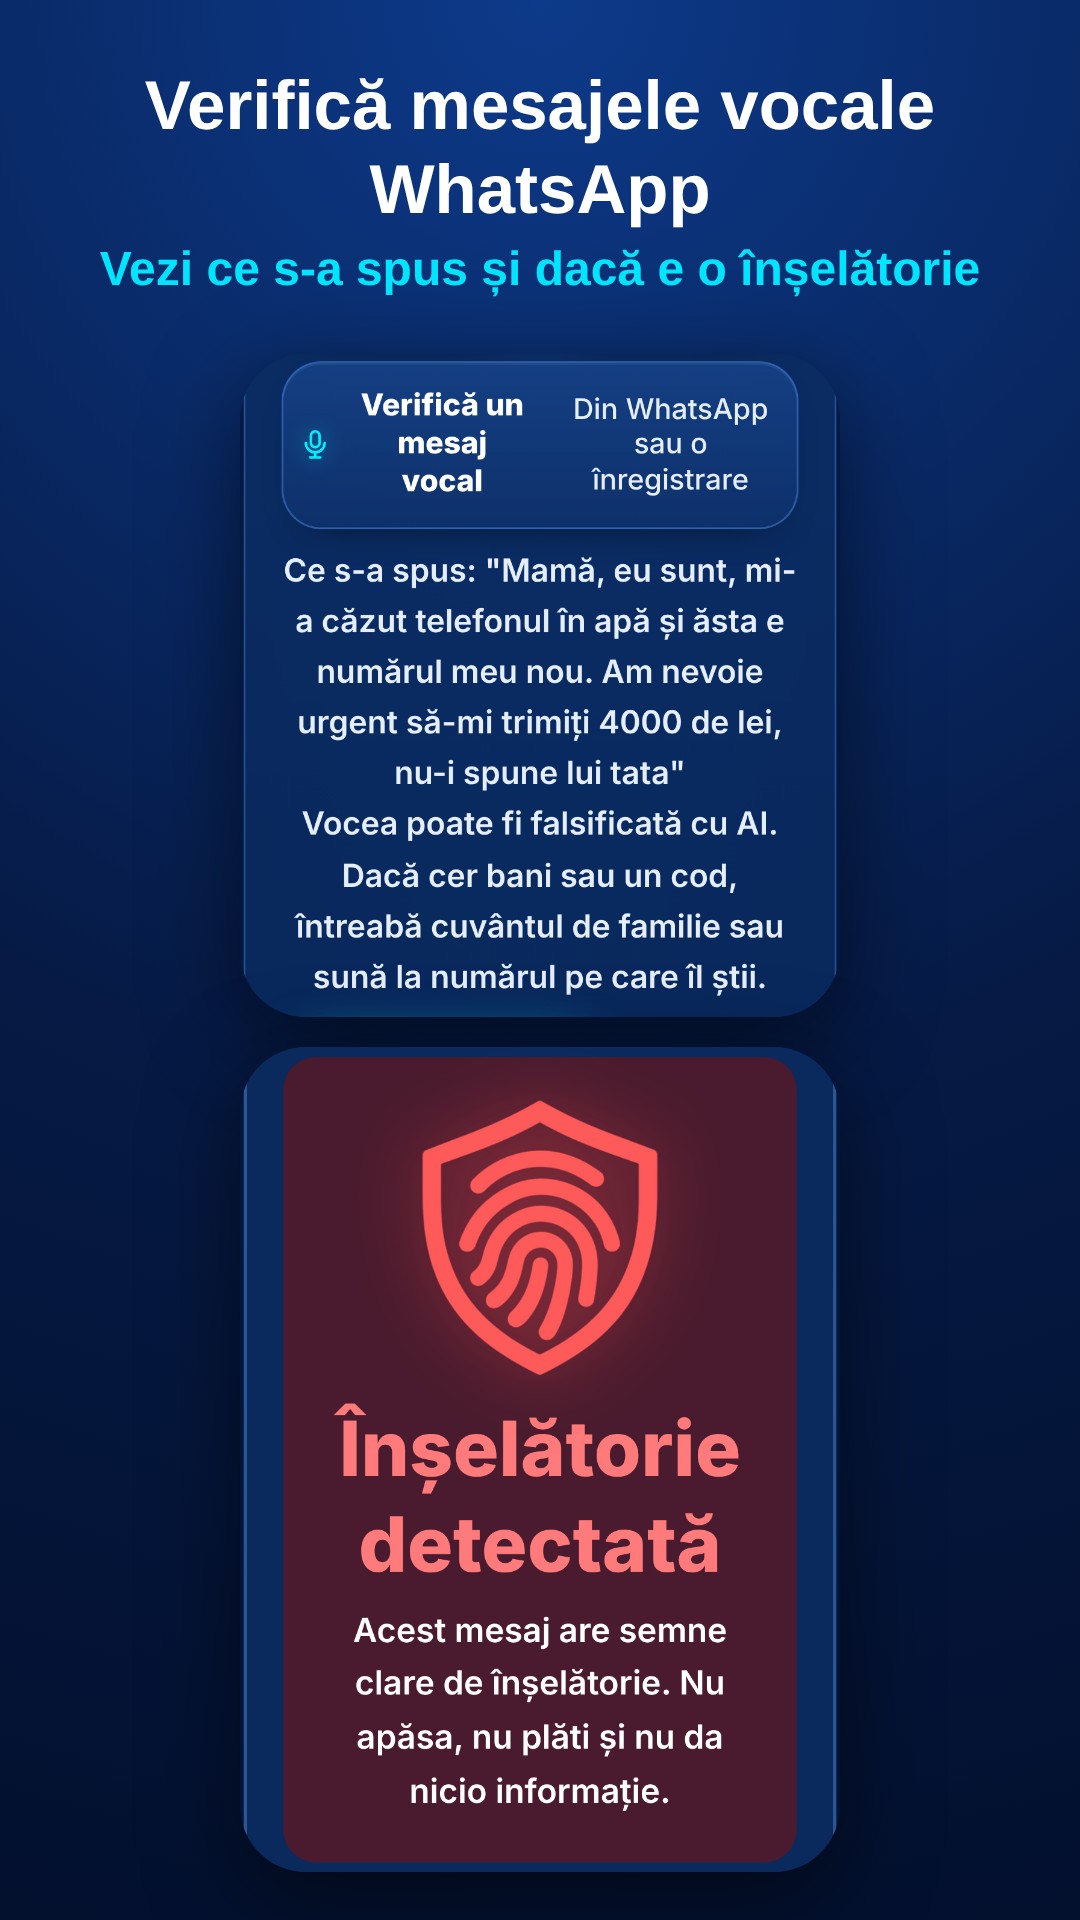 Verifică mesajele vocale
WhatsApp
Vezi ce s-a spus și dacă e o înșelătorie
Verifică un
mesaj
vocal
Din WhatsApp
sau o
înregistrare
Ce s-a spus: "Mamă, eu sunt, mi-
a căzut telefonul în apă și ăsta e
numărul meu nou. Am nevoie
urgent să-mi trimiți 4000 de lei,
nu-i spune lui tata"
Vocea poate fi falsificată cu AI.
Dacă cer bani sau un cod,
întreabă cuvântul de familie sau
sună la numărul pe care îl știi.
Înșelătorie
detectată
Acest mesaj are semne
clare de înșelătorie. Nu
apăsa, nu plăti și nu da
nicio informație.